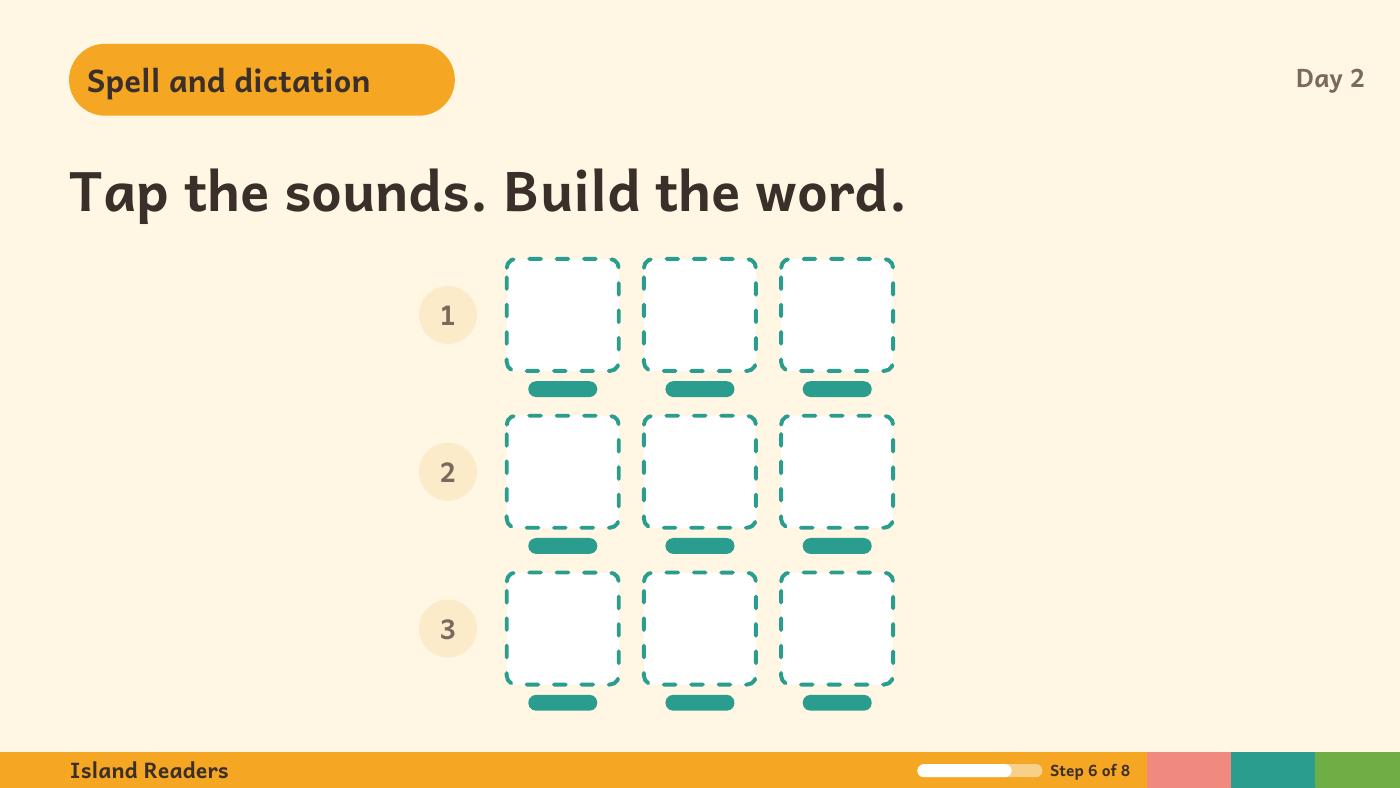 Spell and dictation
Day 2
Tap the sounds. Build the word.
1
2
3
Island Readers
Step 6 of 8